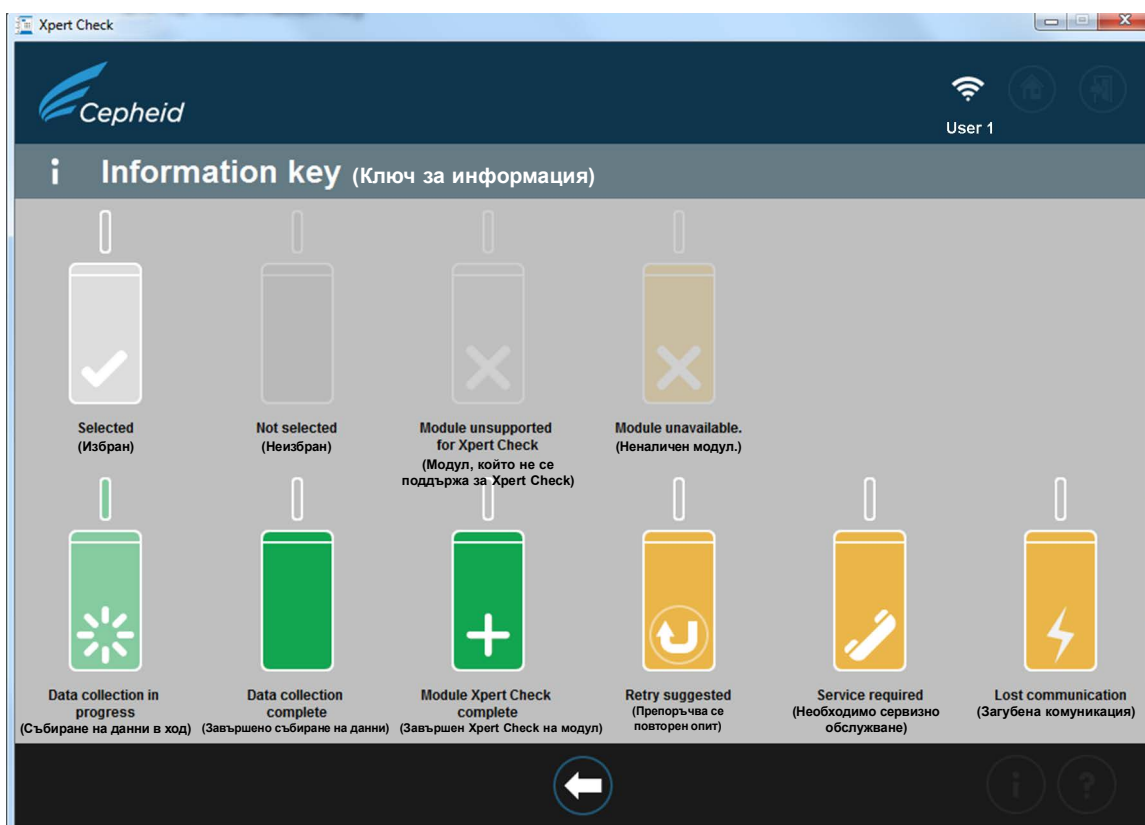 Xpert Check
Cepheid
User 1
i Information key (Ключ за информация)
Selected
(Избран)
Not selected
(Неизбран)
Module unsupported
for Xpert Check
(Модул, който не се
поддържа за Xpert Check)
Module unavailable.
(Неналичен модул.)
Data collection in
progress
(Събиране на данни в ход)
Data collection
complete
(Завършено събиране на данни)
Module Xpert Check
complete
(Завършен Xpert Check на модул)
Retry suggested
(Препоръчва се
повторен опит)
Service required
(Необходимо сервизно
обслужване)
Lost communication
(Загубена комуникация)
i ?